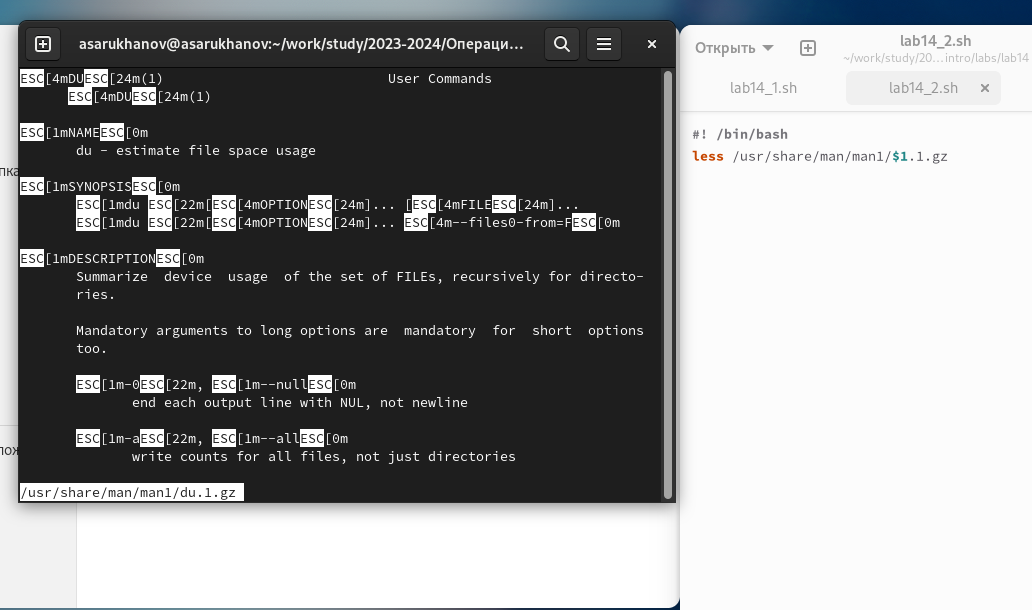 asarukhanov@asarukhanov:~/work/study/2023-2024/Операци...
ESC[4mDUESC[24m(1) User Commands
ESC[4mDUESC[24m(1)
ESC[1mNAMEESC[0m
du - estimate file space usage
ESC[1mSYNOPSISESC[0m
ESC[1mdu ESC[22m[ESC[4mOPTIONESC[24m]... [ESC[4mFILEESC[24m]...
ESC[1mdu ESC[22m[ESC[4mOPTIONESC[24m]... ESC[4m--files0-from=FESC[0m
ESC[1mDESCRIPTIONESC[0m
Summarize device usage of the set of FILEs, recursively for directo-
ries.
Mandatory arguments to long options are mandatory for short options
too.
ESC[1m-0ESC[22m, ESC[1m--nullESC[0m
end each output line with NUL, not newline
ESC[1m-aESC[22m, ESC[1m--allESC[0m
write counts for all files, not just directories
/usr/share/man/man1/du.1.gz
Открыть
lab14_2.sh
~/work/study/20...intro/labs/lab14
lab14_1.sh
lab14_2.sh
#! /bin/bash
less /usr/share/man/man1/$1.1.gz